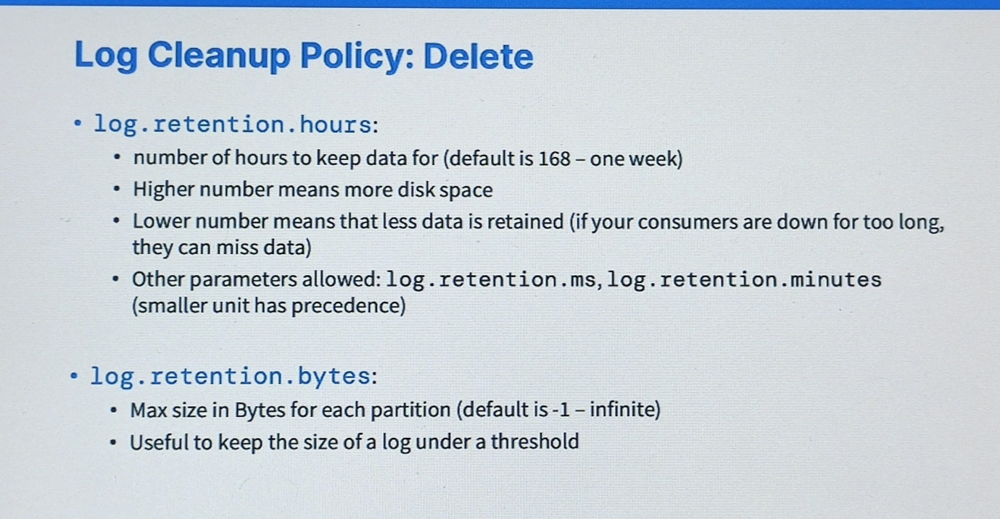 Log Cleanup Policy: Delete
• log.retention.hours:
• number of hours to keep data for (default is 168 – one week)
• Higher number means more disk space
• Lower number means that less data is retained (if your consumers are down for too long,
they can miss data)
• Other parameters allowed: log.retention.ms, log.retention.minutes
(smaller unit has precedence)
• log.retention.bytes:
• Max size in Bytes for each partition (default is -1 – infinite)
• Useful to keep the size of a log under a threshold